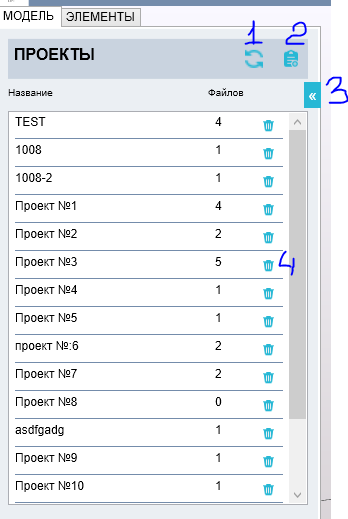 МОДЕЛЬ ЭЛЕМЕНТЫ
1 2
ПРОЕКТЫ
« 3
Название Файлов
TEST 4
1008 1
1008-2 1
Проект №1 4
Проект №2 2
Проект №3 5 4
Проект №4 1
Проект №5 1
проект №:6 2
Проект №7 2
Проект №8 0
asdfgadg 1
Проект №9 1
Проект №10 1